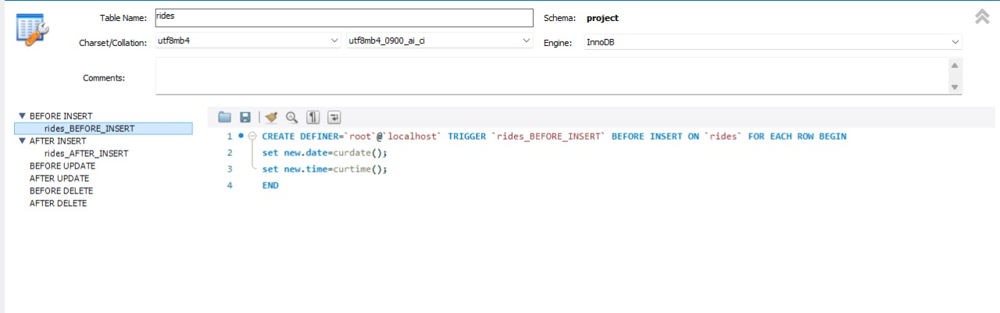 Table Name: rides Schema: project
Charset/Collation: utf8mb4 utf8mb4_0900_ai_ci Engine: InnoDB
Comments:
BEFORE INSERT
rides_BEFORE_INSERT
AFTER INSERT
rides_AFTER_INSERT
BEFORE UPDATE
AFTER UPDATE
BEFORE DELETE
AFTER DELETE
1 CREATE DEFINER=`root`@`localhost` TRIGGER `rides_BEFORE_INSERT` BEFORE INSERT ON `rides` FOR EACH ROW BEGIN
2 set new.date=curdate();
3 set new.time=curtime();
4 END